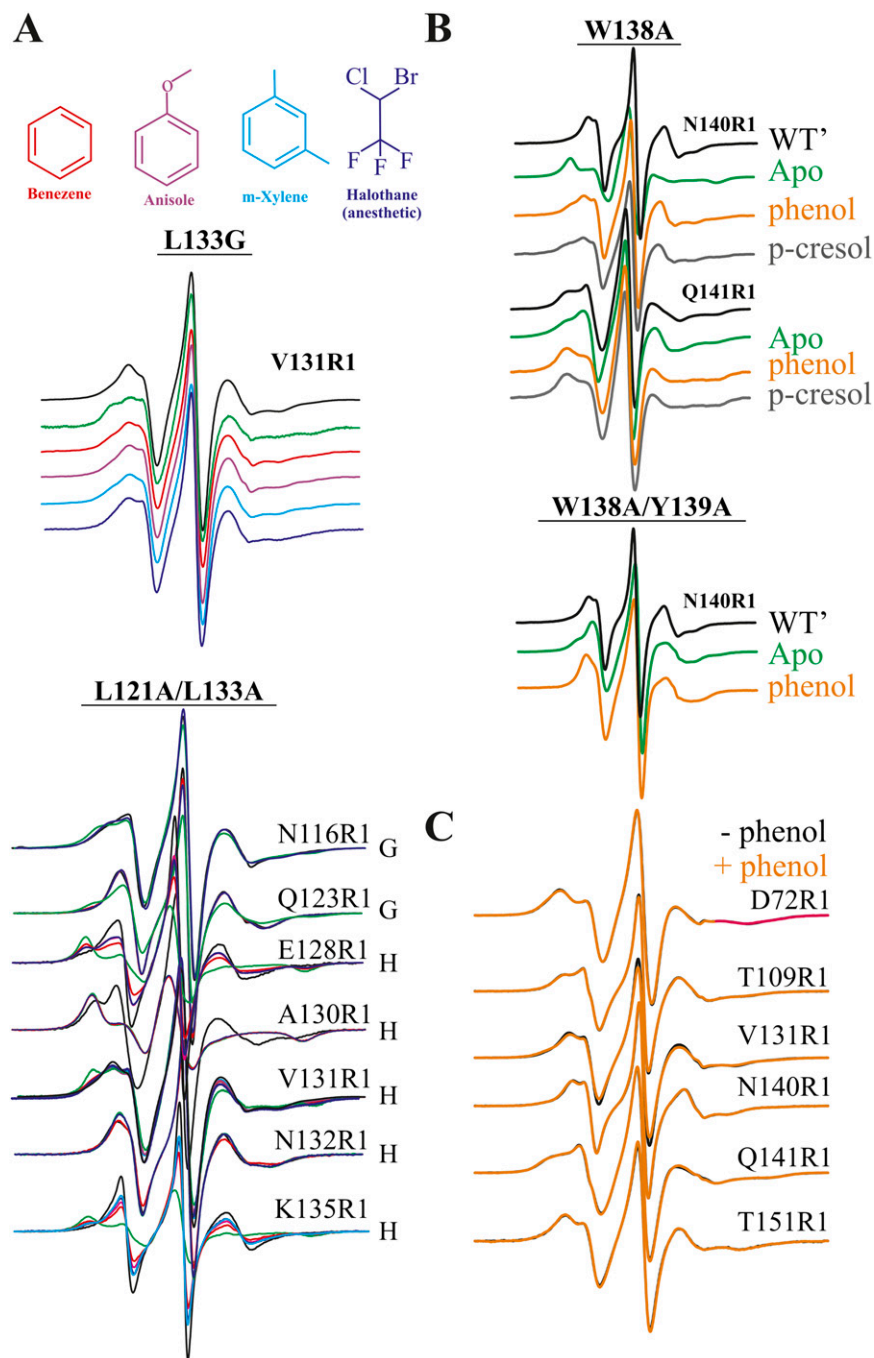 A
O
Cl Br
F F F
Benezene
Anisole
m-Xylene
Halothane
(anesthetic)
L133G
V131R1
L121A/L133A
N116R1 G
Q123R1 G
E128R1 H
A130R1 H
V131R1 H
N132R1 H
K135R1 H
B
W138A
N140R1
WT'
Apo
phenol
p-cresol
Q141R1
Apo
phenol
p-cresol
W138A/Y139A
N140R1
WT'
Apo
phenol
C
- phenol
+ phenol
D72R1
T109R1
V131R1
N140R1
Q141R1
T151R1